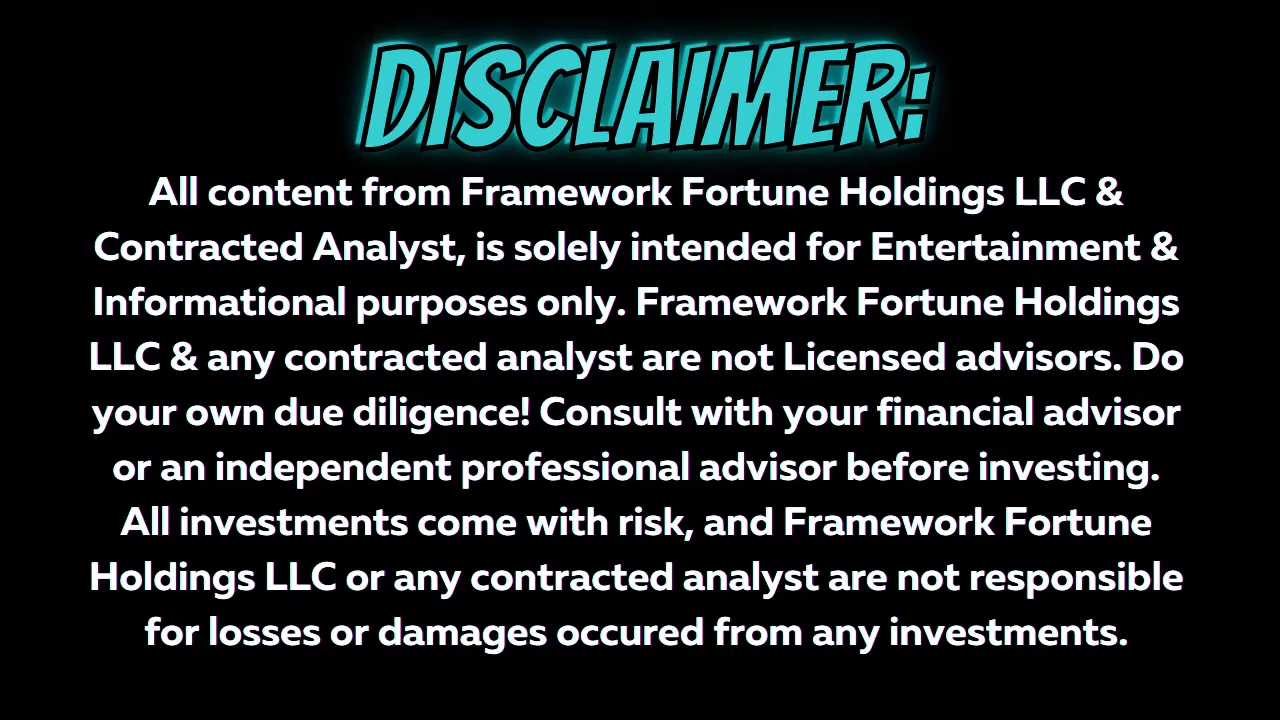 DISCLAIMER:
All content from Framework Fortune Holdings LLC &
Contracted Analyst, is solely intended for Entertainment &
Informational purposes only. Framework Fortune Holdings
LLC & any contracted analyst are not Licensed advisors. Do
your own due diligence! Consult with your financial advisor
or an independent professional advisor before investing.
All investments come with risk, and Framework Fortune
Holdings LLC or any contracted analyst are not responsible
for losses or damages occured from any investments.